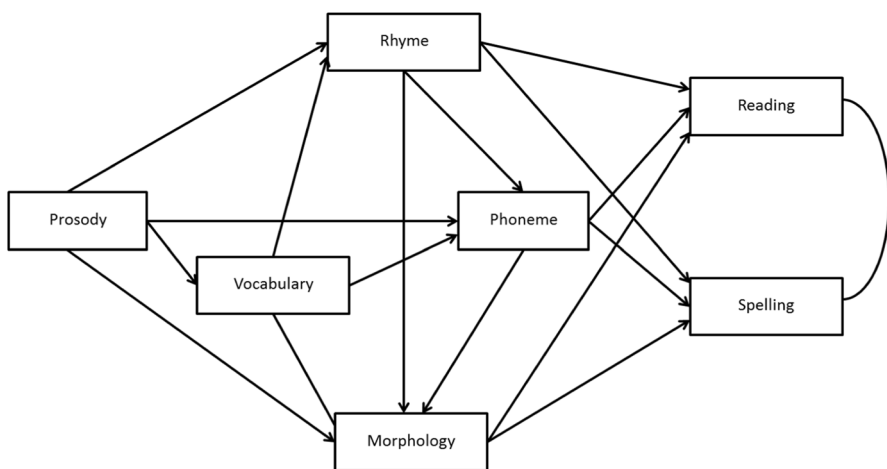 Rhyme
Reading
Prosody
Phoneme
Vocabulary
Spelling
Morphology